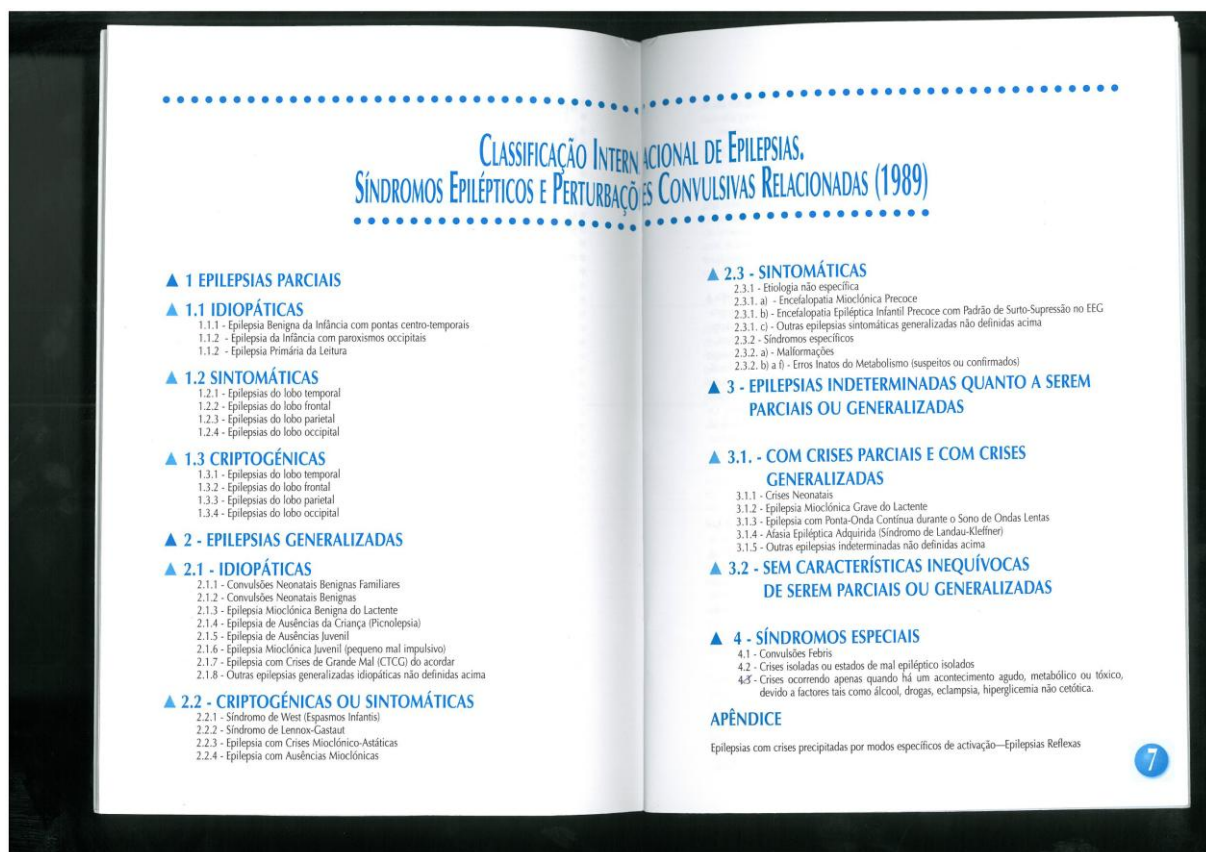 CLASSIFICAÇÃO INTERNACIONAL DE EPILEPSIAS.
SÍNDROMOS EPILÉPTICOS E PERTURBAÇÕES CONVULSIVAS RELACIONADAS (1989)
▲ 1 EPILEPSIAS PARCIAIS
▲ 1.1 IDIOPÁTICAS
1.1.1 - Epilepsia Benigna da Infância com pontas centro-temporais
1.1.2 - Epilepsia da Infância com paroxismos occipitais
1.1.2 - Epilepsia Primária da Leitura
▲ 1.2 SINTOMÁTICAS
1.2.1 - Epilepsias do lobo temporal
1.2.2 - Epilepsias do lobo frontal
1.2.3 - Epilepsias do lobo parietal
1.2.4 - Epilepsias do lobo occipital
▲ 1.3 CRIPTOGÉNICAS
1.3.1 - Epilepsias do lobo temporal
1.3.2 - Epilepsias do lobo frontal
1.3.3 - Epilepsias do lobo parietal
1.3.4 - Epilepsias do lobo occipital
▲ 2 - EPILEPSIAS GENERALIZADAS
▲ 2.1 - IDIOPÁTICAS
2.1.1 - Convulsões Neonatais Benignas Familiares
2.1.2 - Convulsões Neonatais Benignas
2.1.3 - Epilepsia Mioclónica Benigna do Lactente
2.1.4 - Epilepsia de Ausências da Criança (Picnolepsia)
2.1.5 - Epilepsia de Ausências Juvenil
2.1.6 - Epilepsia Mioclónica Juvenil (pequeno mal impulsivo)
2.1.7 - Epilepsia com Crises de Grande Mal (CTCG) do acordar
2.1.8 - Outras epilepsias generalizadas idiopáticas não definidas acima
▲ 2.2 - CRIPTOGÉNICAS OU SINTOMÁTICAS
2.2.1 - Síndromo de West (Espasmos Infantis)
2.2.2 - Síndromo de Lennox-Gastaut
2.2.3 - Epilepsia com Crises Mioclónico-Astáticas
2.2.4 - Epilepsia com Ausências Mioclónicas
▲ 2.3 - SINTOMÁTICAS
2.3.1 - Etiologia não específica
2.3.1. a) - Encefalopatia Mioclónica Precoce
2.3.1. b) - Encefalopatia Epiléptica Infantil Precoce com Padrão de Surto-Supressão no EEG
2.3.1. c) - Outras epilepsias sintomáticas generalizadas não definidas acima
2.3.2 - Síndromos específicos
2.3.2. a) - Malformações
2.3.2. b) a f) - Erros Inatos do Metabolismo (suspeitos ou confirmados)
▲ 3 - EPILEPSIAS INDETERMINADAS QUANTO A SEREM
PARCIAIS OU GENERALIZADAS
▲ 3.1. - COM CRISES PARCIAIS E COM CRISES
GENERALIZADAS
3.1.1 - Crises Neonatais
3.1.2 - Epilepsia Mioclónica Grave do Lactente
3.1.3 - Epilepsia com Ponta-Onda Contínua durante o Sono de Ondas Lentas
3.1.4 - Afasia Epiléptica Adquirida (Síndromo de Landau-Kleffner)
3.1.5 - Outras epilepsias indeterminadas não definidas acima
▲ 3.2 - SEM CARACTERÍSTICAS INEQUÍVOCAS
DE SEREM PARCIAIS OU GENERALIZADAS
▲ 4 - SÍNDROMOS ESPECIAIS
4.1 - Convulsões Febris
4.2 - Crises isoladas ou estados de mal epiléptico isolados
4.3 - Crises ocorrendo apenas quando há um acontecimento agudo, metabólico ou tóxico,
devido a factores tais como álcool, drogas, eclampsia, hiperglicemia não cetótica.
APÊNDICE
Epilepsias com crises precipitadas por modos específicos de activação—Epilepsias Reflexas
7